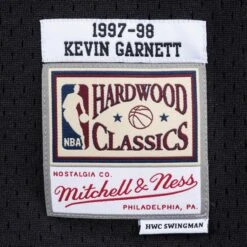 1997-98
KEVIN GARNETT
HARDWOOD
NBA
CLASSICS
NOSTALGIA CO.
Mitchell & Ness
PHILADELPHIA, PA.
HWC SWINGMAN